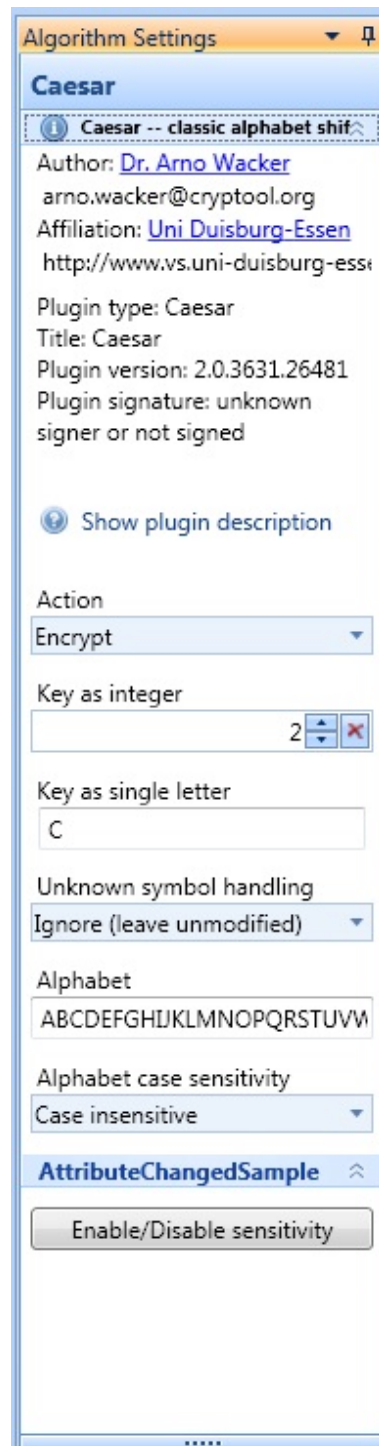 Algorithm Settings
Caesar
Caesar -- classic alphabet shif
Author: Dr. Arno Wacker
arno.wacker@cryptool.org
Affiliation: Uni Duisburg-Essen
http://www.vs.uni-duisburg-esse
Plugin type: Caesar
Title: Caesar
Plugin version: 2.0.3631.26481
Plugin signature: unknown
signer or not signed
Show plugin description
Action
Encrypt
Key as integer
2
Key as single letter
C
Unknown symbol handling
Ignore (leave unmodified)
Alphabet
ABCDEFGHIJKLMNOPQRSTUVW
Alphabet case sensitivity
Case insensitive
AttributeChangedSample
Enable/Disable sensitivity